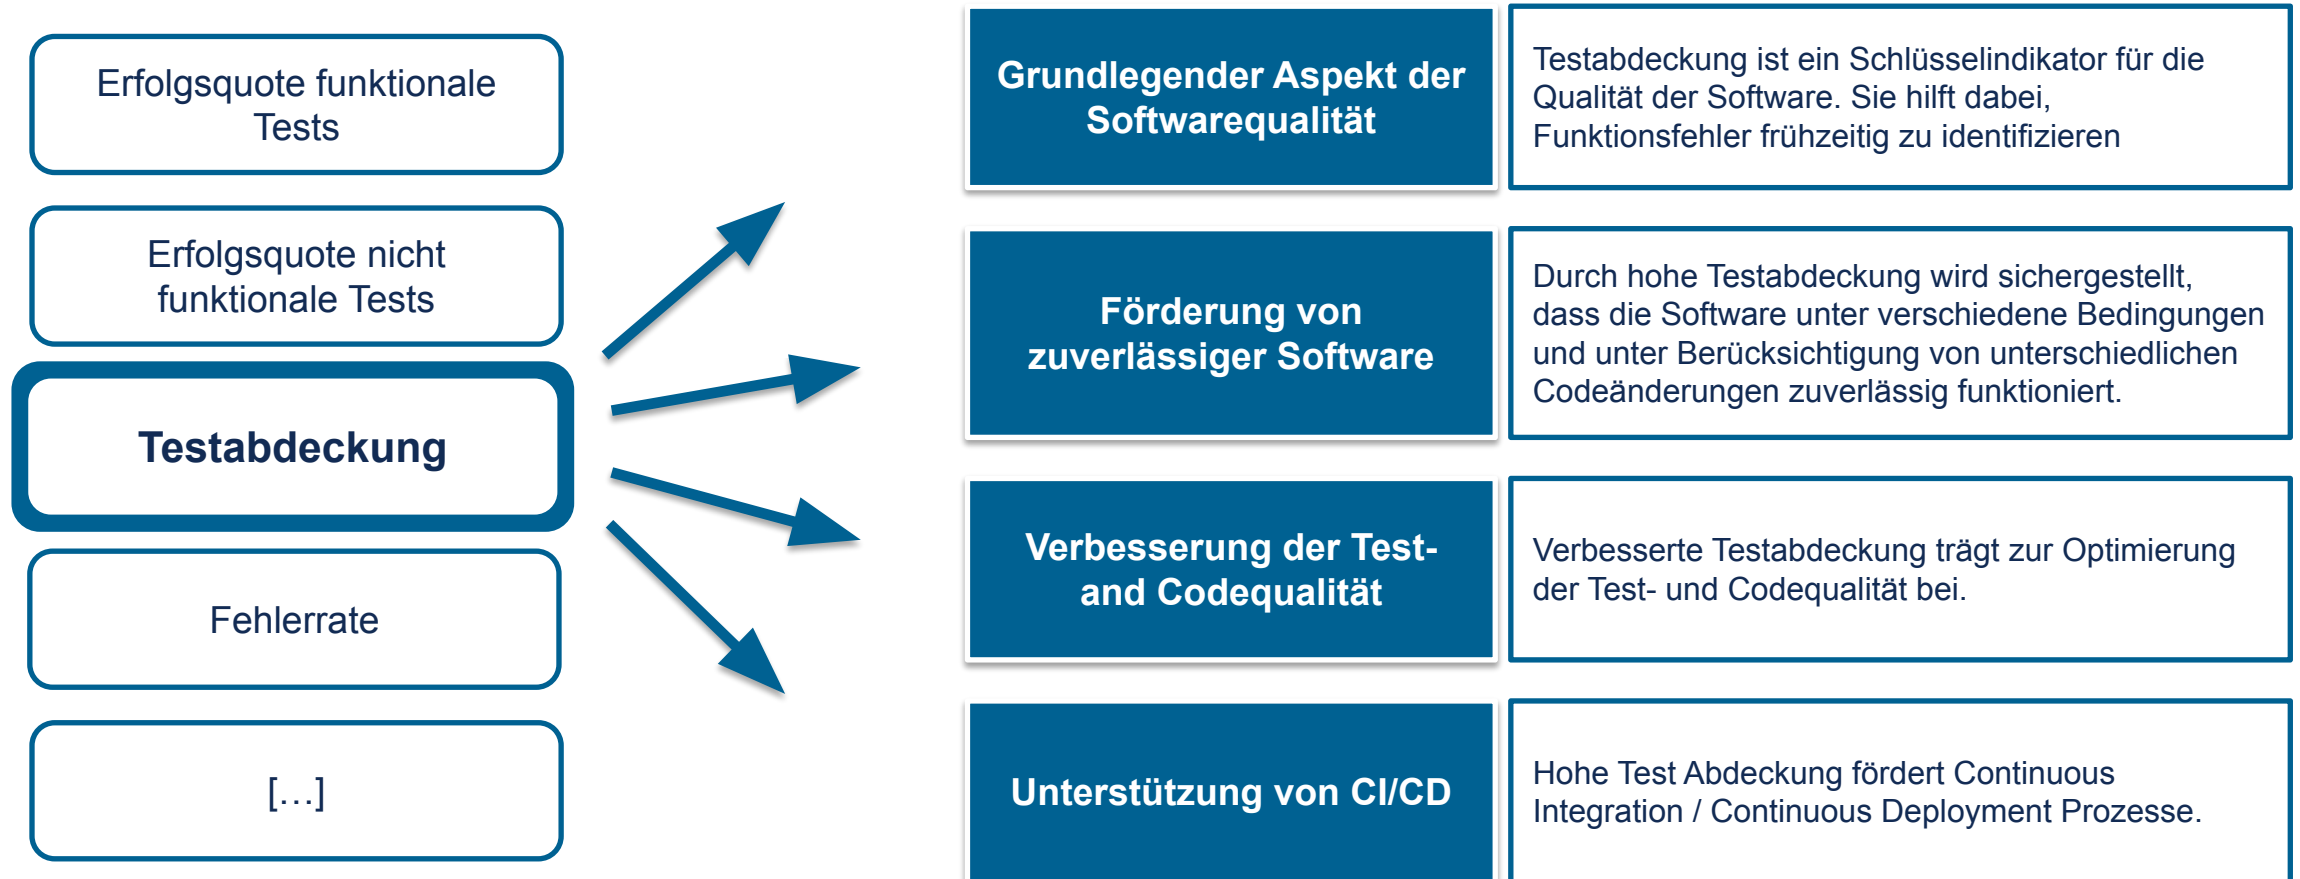 Erfolgsquote funktionale
Tests
Erfolgsquote nicht
funktionale Tests
Testabdeckung
Fehlerrate
[…]
Grundlegender Aspekt der
Softwarequalität
Testabdeckung ist ein Schlüsselindikator für die
Qualität der Software. Sie hilft dabei,
Funktionsfehler frühzeitig zu identifizieren
Förderung von
zuverlässiger Software
Durch hohe Testabdeckung wird sichergestellt,
dass die Software unter verschiedene Bedingungen
und unter Berücksichtigung von unterschiedlichen
Codeänderungen zuverlässig funktioniert.
Verbesserung der Test-
and Codequalität
Verbesserte Testabdeckung trägt zur Optimierung
der Test- und Codequalität bei.
Unterstützung von CI/CD
Hohe Test Abdeckung fördert Continuous
Integration / Continuous Deployment Prozesse.